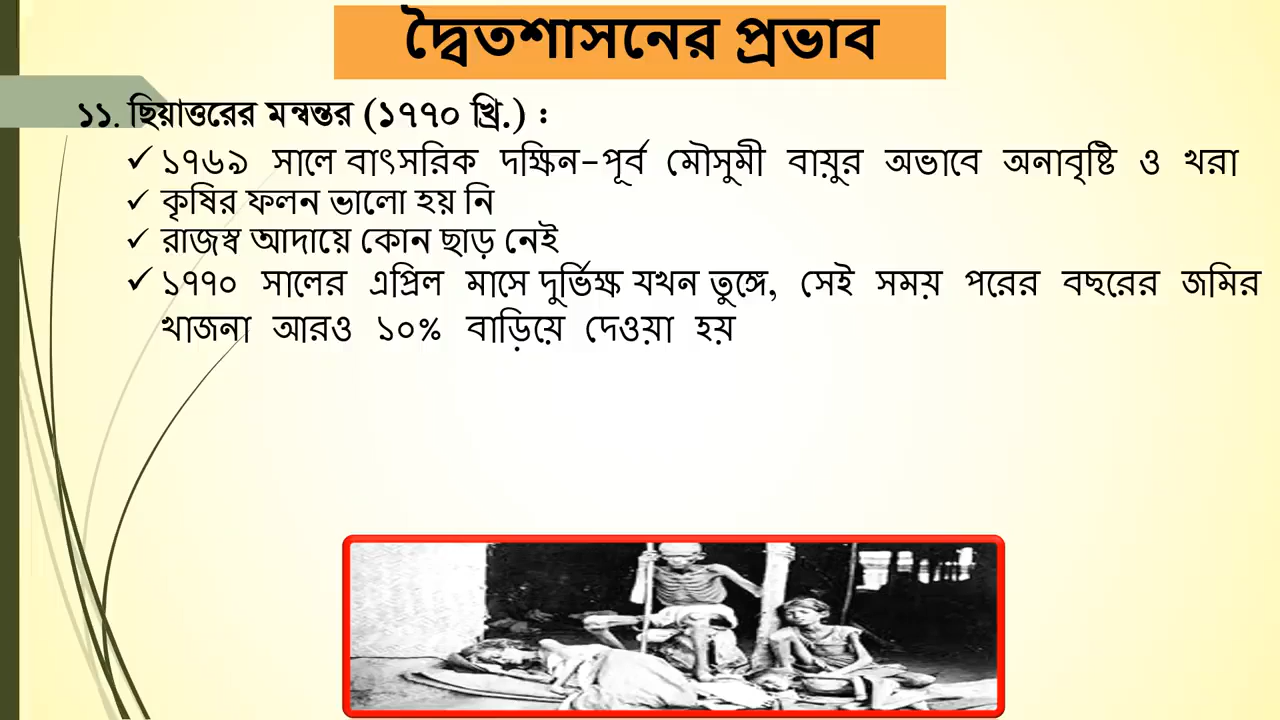 দ্বৈতশাসনের প্রভাব
১১. ছিয়াত্তরের মন্বন্তর (১৭৭০ খ্রি.) :
✓ ১৭৬৯ সালে বাৎসরিক দক্ষিন-পূর্ব মৌসুমী বায়ুর অভাবে অনাবৃষ্টি ও খরা
✓ কৃষির ফলন ভালো হয় নি
✓ রাজস্ব আদায়ে কোন ছাড় নেই
✓ ১৭৭০ সালের এপ্রিল মাসে দুর্ভিক্ষ যখন তুঙ্গে, সেই সময় পরের বছরের জমির
খাজনা আরও ১০% বাড়িয়ে দেওয়া হয়